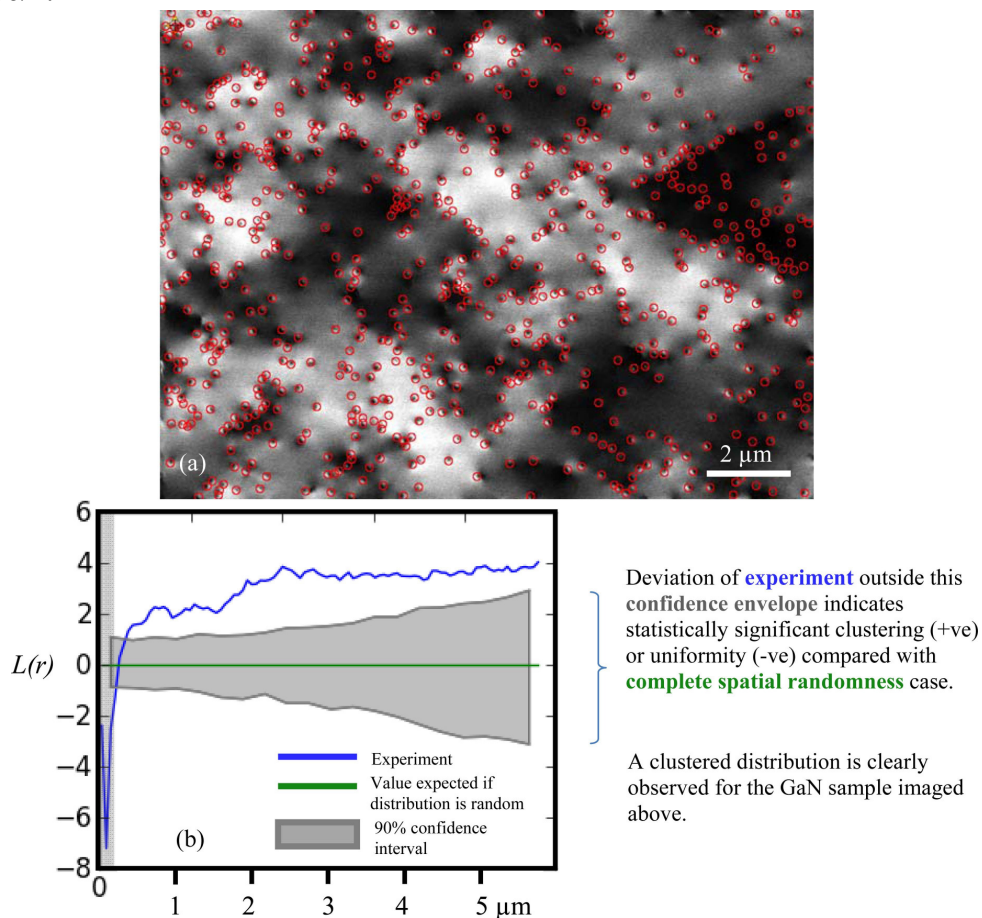 (a)
2 µm
6
4
2
0
−2
−4
−6
−8
L(r)
Experiment
Value expected if
distribution is random
90% confidence
interval
(b)
0
1
2
3
4
5 µm
Deviation of experiment outside this
confidence envelope indicates
statistically significant clustering (+ve)
or uniformity (-ve) compared with
complete spatial randomness case.
A clustered distribution is clearly
observed for the GaN sample imaged
above.